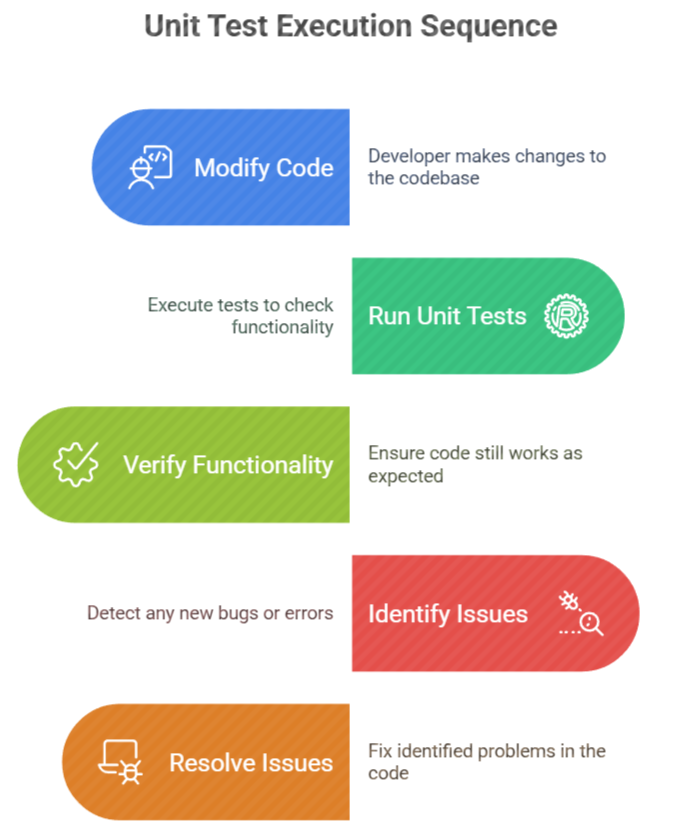 Unit Test Execution Sequence
Modify Code
Developer makes changes to
the codebase
Execute tests to check
functionality
Run Unit Tests
R
Verify Functionality
Ensure code still works as
expected
Detect any new bugs or errors
Identify Issues
Resolve Issues
Fix identified problems in the
code